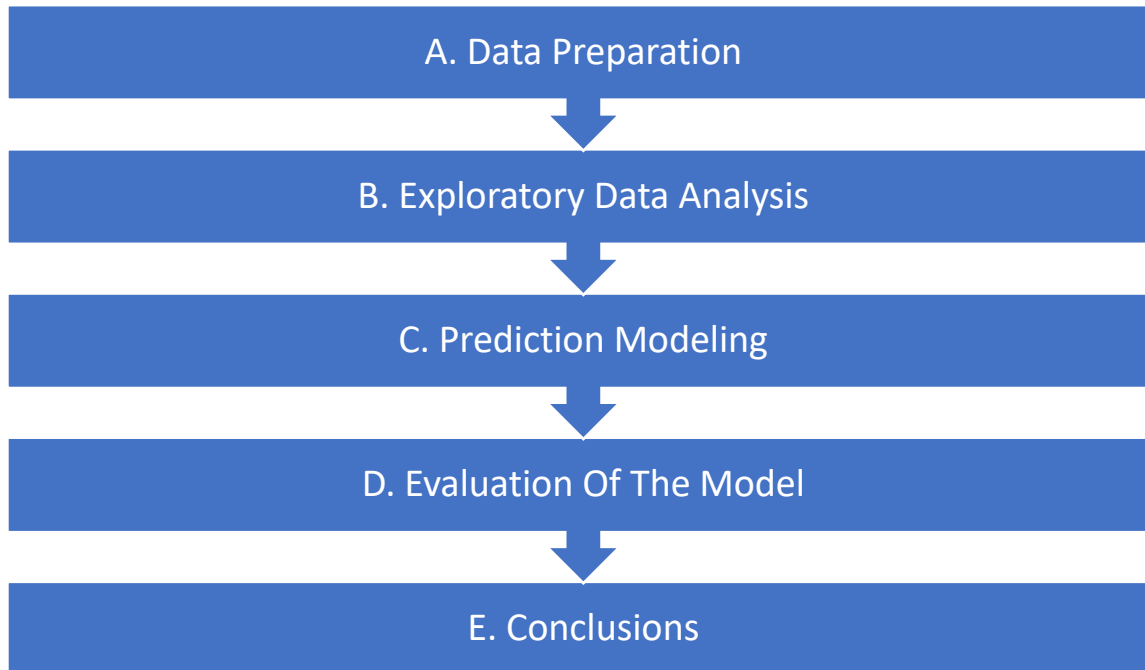 A. Data Preparation
B. Exploratory Data Analysis
C. Prediction Modeling
D. Evaluation Of The Model
E. Conclusions